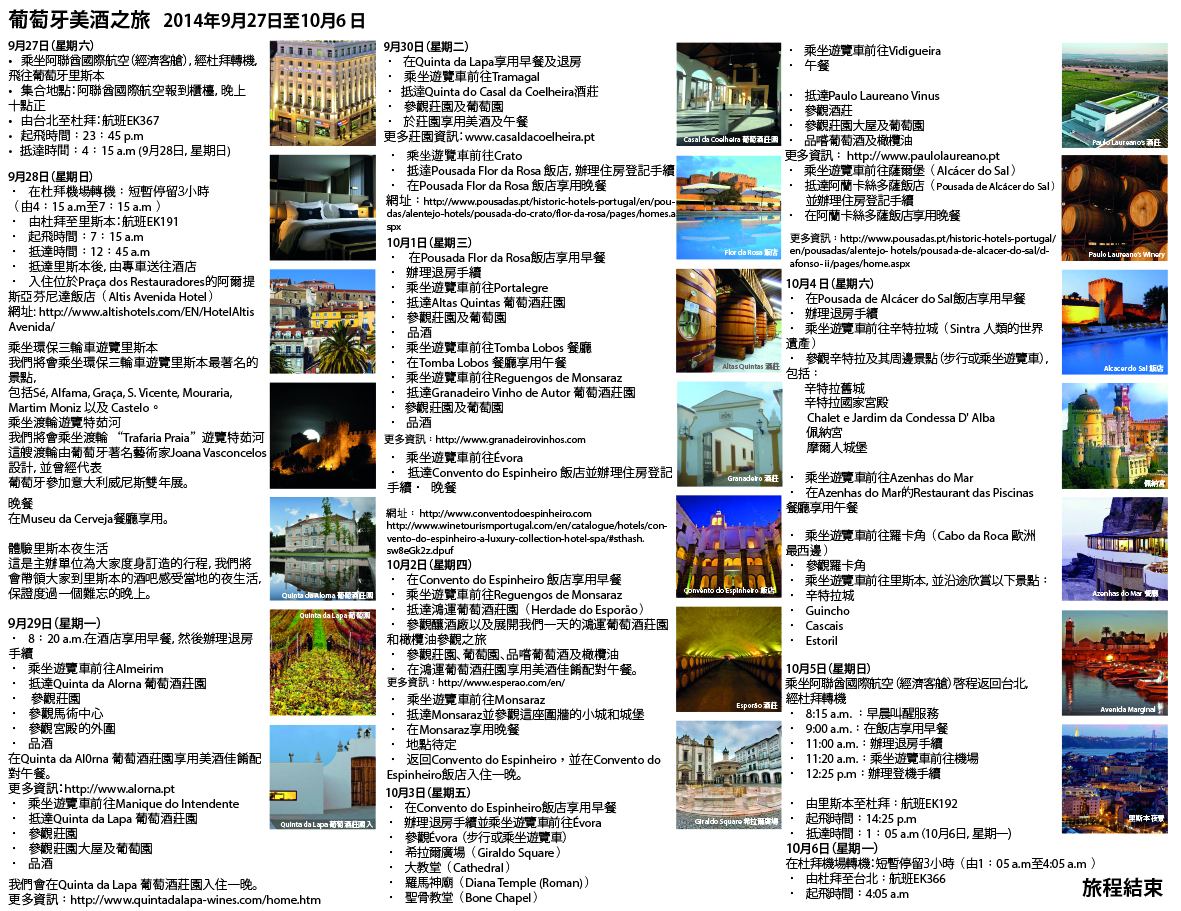 葡萄牙美酒之旅 2014年9月27日至10月6日
9月27日(星期六)
• 乘坐阿聯酋國際航空(經濟客艙), 經杜拜轉機,
飛往葡萄牙里斯本
• 集合地點:阿聯酋國際航空報到櫃檯, 晚上
十點正
• 由台北至杜拜:航班EK367
• 起飛時間:23:45 p.m
• 抵達時間:4:15 a.m (9月28日, 星期日)
9月28日(星期日)
· 在杜拜機場轉機:短暫停留3小時
(由4:15 a.m至7:15 a.m )
· 由杜拜至里斯本:航班EK191
· 起飛時間:7:15 a.m
· 抵達時間:12:45 a.m
· 抵達里斯本後, 由專車送往酒店
· 入住位於Praça dos Restauradores的阿爾提
斯亞芬尼達飯店(Altis Avenida Hotel)
網址: http://www.altishotels.com/EN/HotelAltis
Avenida/
乘坐環保三輪車遊覽里斯本
我們將會乘坐環保三輪車遊覽里斯本最著名的
景點,
包括Sé, Alfama, Graça, S. Vicente, Mouraria,
Martim Moniz 以及 Castelo。
乘坐渡輪遊覽特茹河
我們將會乘坐渡輪 “Trafaria Praia”遊覽特茹河
這艘渡輪由葡萄牙著名藝術家Joana Vasconcelos
設計, 並曾經代表
葡萄牙參加意大利威尼斯雙年展。
晚餐
在Museu da Cerveja餐廳享用。
體驗里斯本夜生活
這是主辦單位為大家度身訂造的行程, 我們將
會帶領大家到里斯本的酒吧感受當地的夜生活,
保證度過一個難忘的晚上。
9月29日(星期一)
· 8:20 a.m.在酒店享用早餐, 然後辦理退房
手續
· 乘坐遊覽車前往Almeirim
· 抵達Quinta da Alorna 葡萄酒莊園
· 參觀莊園
· 參觀馬術中心
· 參觀宮殿的外圍
· 品酒
在Quinta da Al0rna 葡萄酒莊園享用美酒佳餚配
對午餐。
更多資訊:http://www.alorna.pt
· 乘坐遊覽車前往Manique do Intendente
· 抵達Quinta da Lapa 葡萄酒莊園
· 參觀莊園
· 參觀莊園大屋及葡萄園
· 品酒
我們會在Quinta da Lapa 葡萄酒莊園入住一晚。
更多資訊:http://www.quintadalapa-wines.com/home.htm
Quinta da Aloma 葡萄酒莊園
Quinta da Lapa 葡萄園
Quinta da Lapa 葡萄酒園入
9月30日(星期二)
· 在Quinta da Lapa享用早餐及退房
· 乘坐遊覽車前往Tramagal
· 抵達Quinta do Casal da Coelheira酒莊
· 參觀莊園及葡萄園
· 於莊園享用美酒及午餐
更多莊園資訊:www.casaldacoelheira.pt
· 乘坐遊覽車前往Crato
· 抵達Pousada Flor da Rosa 飯店, 辦理住房登記手續
· 在Pousada Flor da Rosa 飯店享用晚餐
網址:http://www.pousadas.pt/historic-hotels-portugal/en/pou-
das/alentejo-hotels/pousada-do-crato/flor-da-rosa/pages/homes.a
spx
10月1日(星期三)
· 在Pousada Flor da Rosa飯店享用早餐
· 辦理退房手續
· 乘坐遊覽車前往Portalegre
· 抵達Altas Quintas 葡萄酒莊園
· 參觀莊園及葡萄園
· 品酒
· 乘坐遊覽車前往Tomba Lobos 餐廳
· 在Tomba Lobos 餐廳享用午餐
· 乘坐遊覽車前往Reguengos de Monsaraz
· 抵達Granadeiro Vinho de Autor 葡萄酒莊園
· 參觀莊園及葡萄園
· 品酒
更多資訊:http://www.granadeirovinhos.com
· 乘坐遊覽車前往Évora
· 抵達Convento do Espinheiro 飯店並辦理住房登記
手續· 晚餐
網址: http://www.conventodoespinheiro.com
http://www.winetourismportugal.com/en/catalogue/hotels/con-
vento-do-espinheiro-a-luxury-collection-hotel-spa/#sthash.
sw8eGk2z.dpuf
10月2日(星期四)
· 在Convento do Espinheiro 飯店享用早餐
· 乘坐遊覽車前往Reguengos de Monsaraz
· 抵達鴻運葡萄酒莊園(Herdade do Esporão)
· 參觀釀酒廠以及展開我們一天的鴻運葡萄酒莊園
和橄欖油參觀之旅
· 參觀莊園、葡萄園、品嚐葡萄酒及橄欖油
· 在鴻運葡萄酒莊園享用美酒佳餚配對午餐。
更多資訊:http://www.esperao.com/en/
· 乘坐遊覽車前往Monsaraz
· 抵達Monsaraz並參觀這座圍牆的小城和城堡
· 在Monsaraz享用晚餐
· 地點待定
· 返回Convento do Espinheiro,並在Convento do
Espinheiro飯店入住一晚。
10月3日(星期五)
· 在Convento do Espinheiro飯店享用早餐
· 辦理退房手續並乘坐遊覽車前往Évora
· 參觀Évora (步行或乘坐遊覽車)
· 希拉爾廣場(Giraldo Square)
· 大教堂(Cathedral)
· 羅馬神廟(Diana Temple (Roman))
· 聖骨教堂(Bone Chapel)
Casal da Coelheira 葡萄酒莊園
Flor da Rosa 飯店
Altas Quintas 酒莊
Granadeiro 酒莊
Convento do Espinheiro 飯店
Esporão 酒莊
Giraldo Square 希拉爾廣場
· 乘坐遊覽車前往Vidigueira
· 午餐
· 抵達Paulo Laureano Vinus
· 參觀酒莊
· 參觀莊園大屋及葡萄園
· 品嚐葡萄酒及橄欖油
更多資訊: http://www.paulolaureano.pt
· 乘坐遊覽車前往薩爾堡(Alcácer do Sal)
· 抵達阿蘭卡絲多薩飯店(Pousada de Alcácer do Sal)
並辦理住房登記手續
· 在阿蘭卡絲多薩飯店享用晚餐
更多資訊:http://www.pousadas.pt/historic-hotels-portugal/
en/pousadas/alentejo- hotels/pousada-de-alcacer-do-sal/d-
afonso-ii/pages/home.aspx
10月4日(星期六)
· 在Pousada de Alcácer do Sal飯店享用早餐
· 辦理退房手續
· 乘坐遊覽車前往辛特拉城(Sintra 人類的世界
遺產)
· 參觀辛特拉及其周邊景點 (步行或乘坐遊覽車),
包括:
辛特拉舊城
辛特拉國家宮殿
Chalet e Jardim da Condessa D' Alba
佩納宮
摩爾人城堡
· 乘坐遊覽車前往Azenhas do Mar
· 在Azenhas do Mar的Restaurant das Piscinas
餐廳享用午餐
· 乘坐遊覽車前往羅卡角(Cabo da Roca 歐洲
最西邊)
· 參觀羅卡角
· 乘坐遊覽車前往里斯本, 並沿途欣賞以下景點:
· 辛特拉城
· Guincho
· Cascais
· Estoril
10月5日(星期日)
乘坐阿聯酋國際航空(經濟客艙)啓程返回台北,
經杜拜轉機
· 8:15 a.m. :早晨叫醒服務
· 9:00 a.m.:在飯店享用早餐
· 11:00 a.m.:辦理退房手續
· 11:20 a.m.:乘坐遊覽車前往機場
· 12:25 p.m:辦理登機手續
· 由里斯本至杜拜:航班EK192
· 起飛時間:14:25 p.m
· 抵達時間:1:05 a.m (10月6日, 星期一)
10月6日(星期一)
在杜拜機場轉機:短暫停留3小時(由1:05 a.m至4:05 a.m )
· 由杜拜至台北:航班EK366
· 起飛時間:4:05 a.m
Paulo Laureano's 酒莊
Paulo Laureano's Winery
Alcacer do Sal 飯店
佩納宮
Azenhas do Mar 餐廳
Avenida Marginal
里斯本夜景
旅程結束